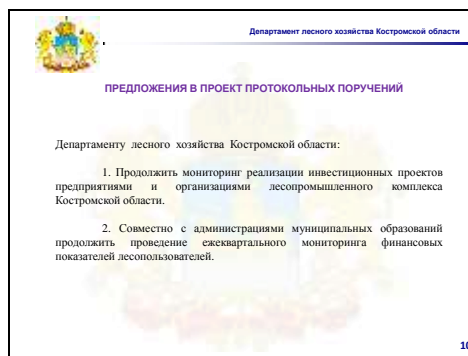 Департамент лесного хозяйства Костромской области
ПРЕДЛОЖЕНИЯ В ПРОЕКТ ПРОТОКОЛЬНЫХ ПОРУЧЕНИЙ
Департаменту лесного хозяйства Костромской области:
1. Продолжить мониторинг реализации инвестиционных проектов
предприятиями и организациями лесопромышленного комплекса
Костромской области.
2. Совместно с администрациями муниципальных образований
продолжить проведение ежеквартального мониторинга финансовых
показателей лесопользователей.
10